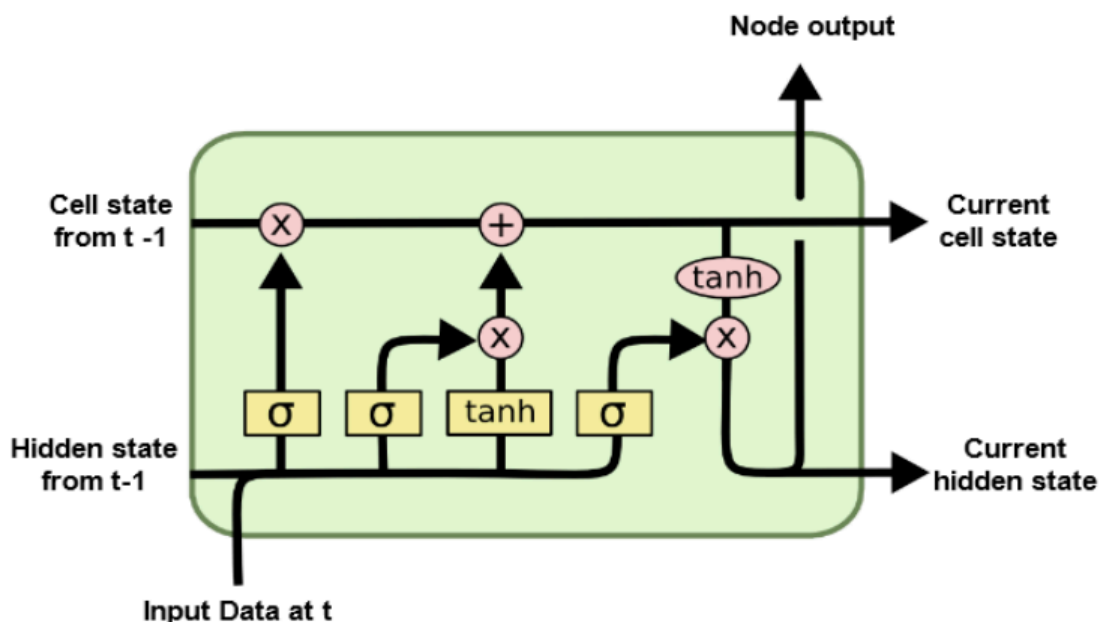 Node output
Cell state
from t -1
x
+
Current
cell state
tanh
x
x
σ
σ
tanh
σ
Hidden state
from t-1
Current
hidden state
Input Data at t